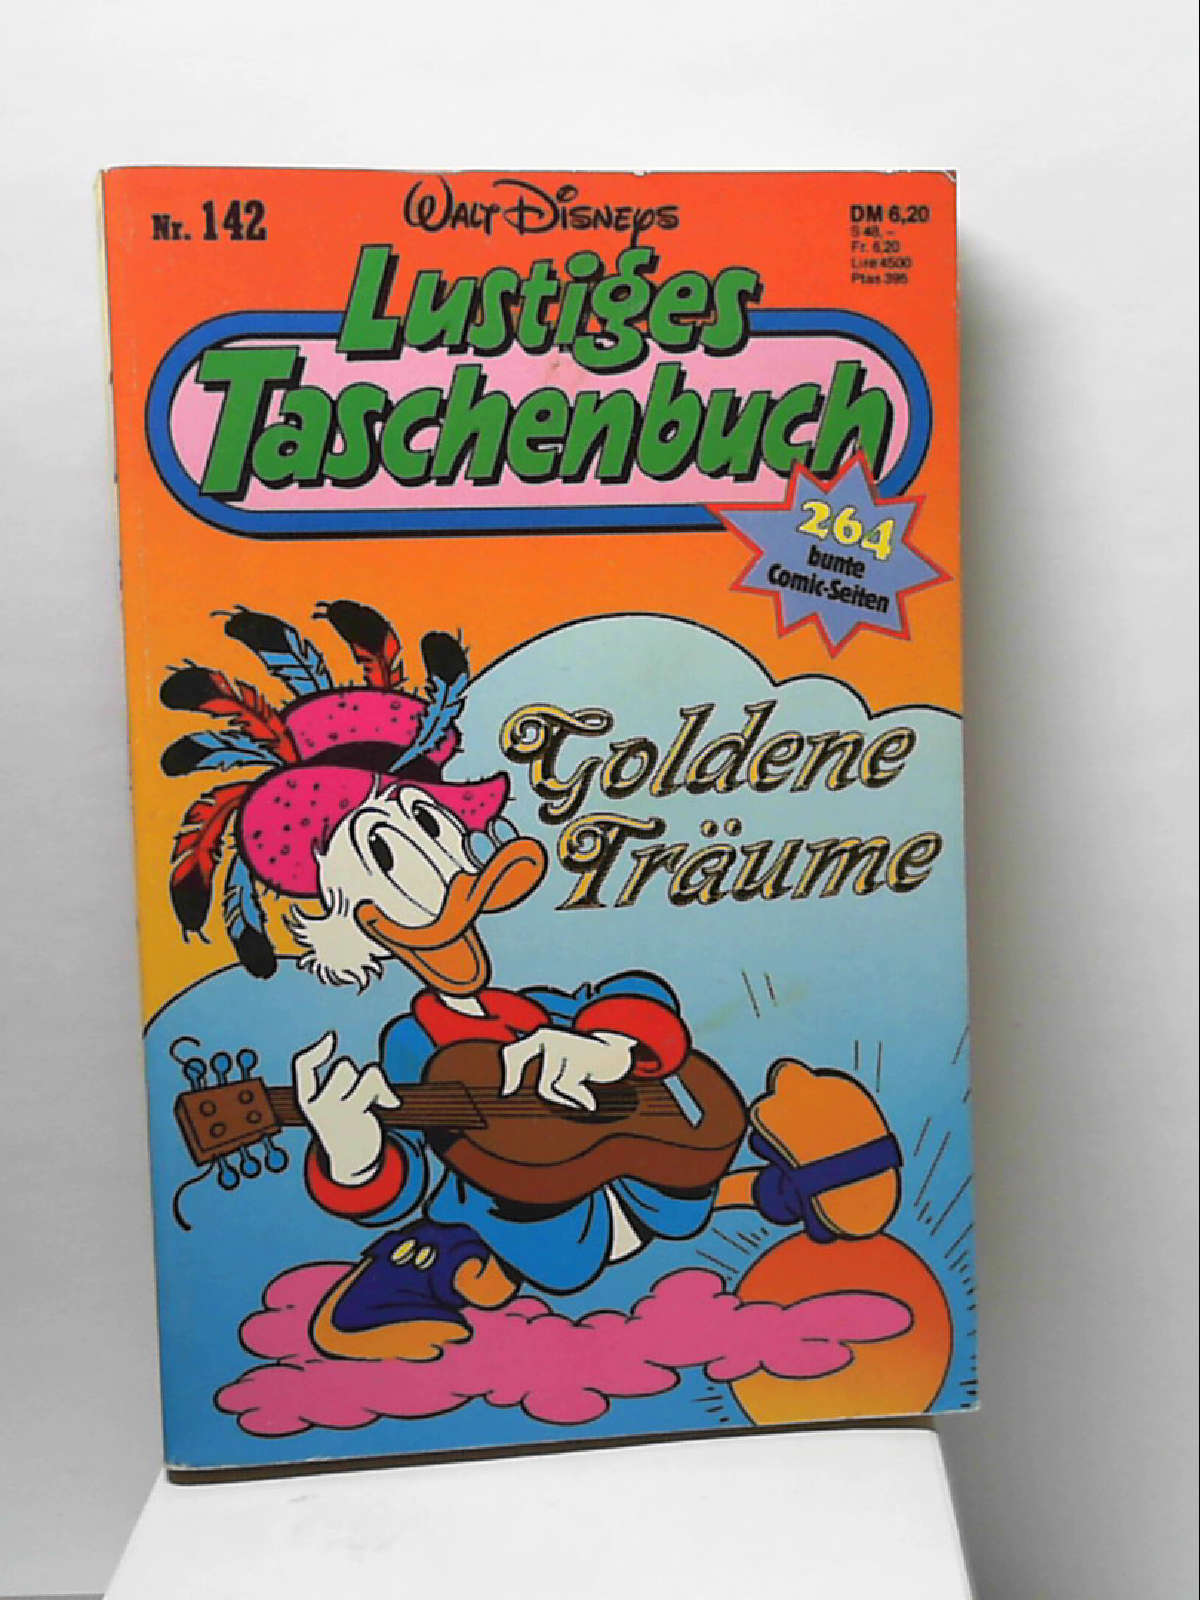 Nr. 142
WALT DISNEYS
DM 6,20
S 48,–
Fr. 6,20
Lire 4500
Ptas 395
Lustiges
Taschenbuch
264
bunte
Comic-Seiten
Goldene
Träume